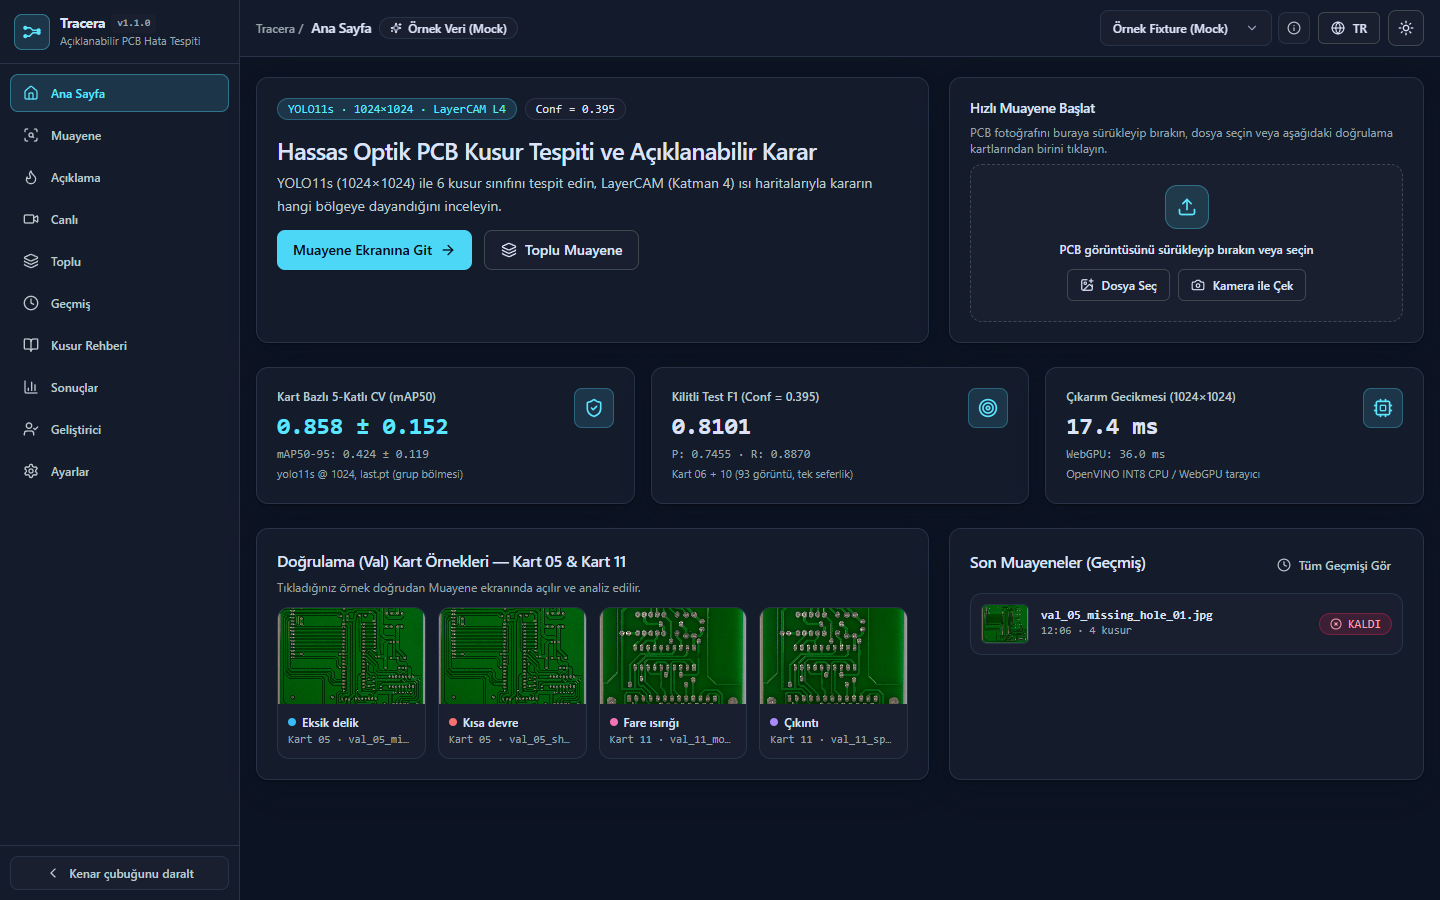 Tracera v1.1.0
Açıklanabilir PCB Hata Tespiti
Ana Sayfa
Muayene
Açıklama
Canlı
Toplu
Geçmiş
Kusur Rehberi
Sonuçlar
Geliştirici
Ayarlar
Kenar çubuğunu daralt
Tracera / Ana Sayfa Örnek Veri (Mock)
Örnek Fixture (Mock) TR
YOLO11s · 1024×1024 · LayerCAM L4 Conf = 0.395
Hassas Optik PCB Kusur Tespiti ve Açıklanabilir Karar
YOLO11s (1024×1024) ile 6 kusur sınıfını tespit edin, LayerCAM (Katman 4) ısı haritalarıyla kararın
hangi bölgeye dayandığını inceleyin.
Muayene Ekranına Git Toplu Muayene
Hızlı Muayene Başlat
PCB fotoğrafını buraya sürükleyip bırakın, dosya seçin veya aşağıdaki doğrulama
kartlarından birini tıklayın.
PCB görüntüsünü sürükleyip bırakın veya seçin
Dosya Seç Kamera ile Çek
Kart Bazlı 5-Katlı CV (mAP50)
0.858 ± 0.152
mAP50-95: 0.424 ± 0.119
yolo11s @ 1024, last.pt (grup bölmesi)
Kilitli Test F1 (Conf = 0.395)
0.8101
P: 0.7455 · R: 0.8870
Kart 06 + 10 (93 görüntü, tek seferlik)
Çıkarım Gecikmesi (1024×1024)
17.4 ms
WebGPU: 36.0 ms
OpenVINO INT8 CPU / WebGPU tarayıcı
Doğrulama (Val) Kart Örnekleri — Kart 05 & Kart 11
Tıkladığınız örnek doğrudan Muayene ekranında açılır ve analiz edilir.
Eksik delik
Kart 05 · val_05_mi…
Kısa devre
Kart 05 · val_05_sh…
Fare ısırığı
Kart 11 · val_11_mo…
Çıkıntı
Kart 11 · val_11_sp…
Son Muayeneler (Geçmiş) Tüm Geçmişi Gör
val_05_missing_hole_01.jpg
12:06 · 4 kusur
KALDI